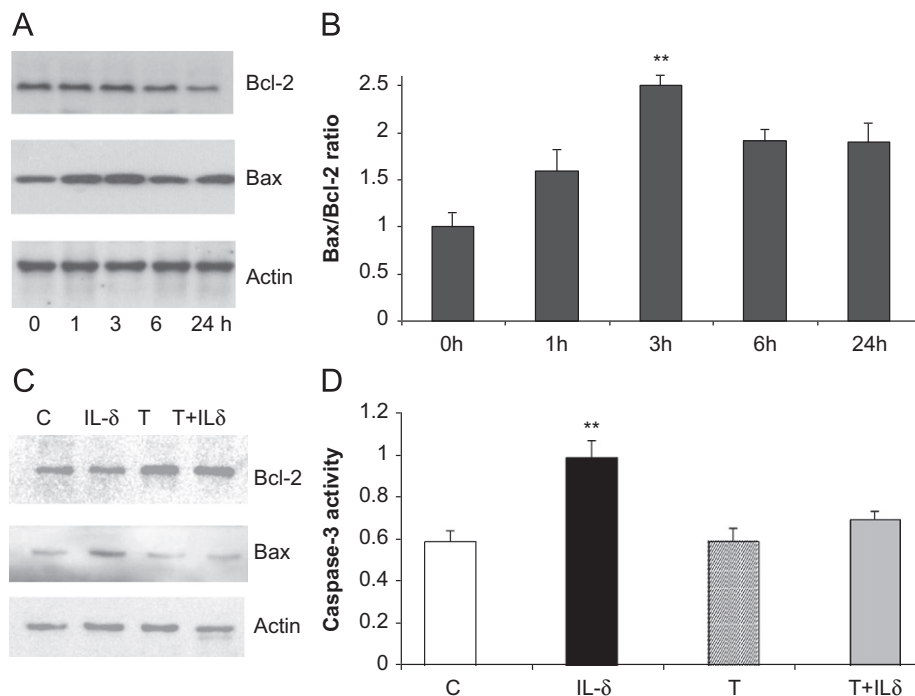 A
Bcl-2
Bax
Actin
0 1 3 6 24 h
B
**
Bax/Bcl-2 ratio
2.5
2
1.5
1
0.5
0
0h 1h 3h 6h 24h
C
C IL-δ T T+ILδ
Bcl-2
Bax
Actin
D
**
Caspase-3 activity
1.2
1
0.8
0.6
0.4
0.2
0
C IL-δ T T+ILδ